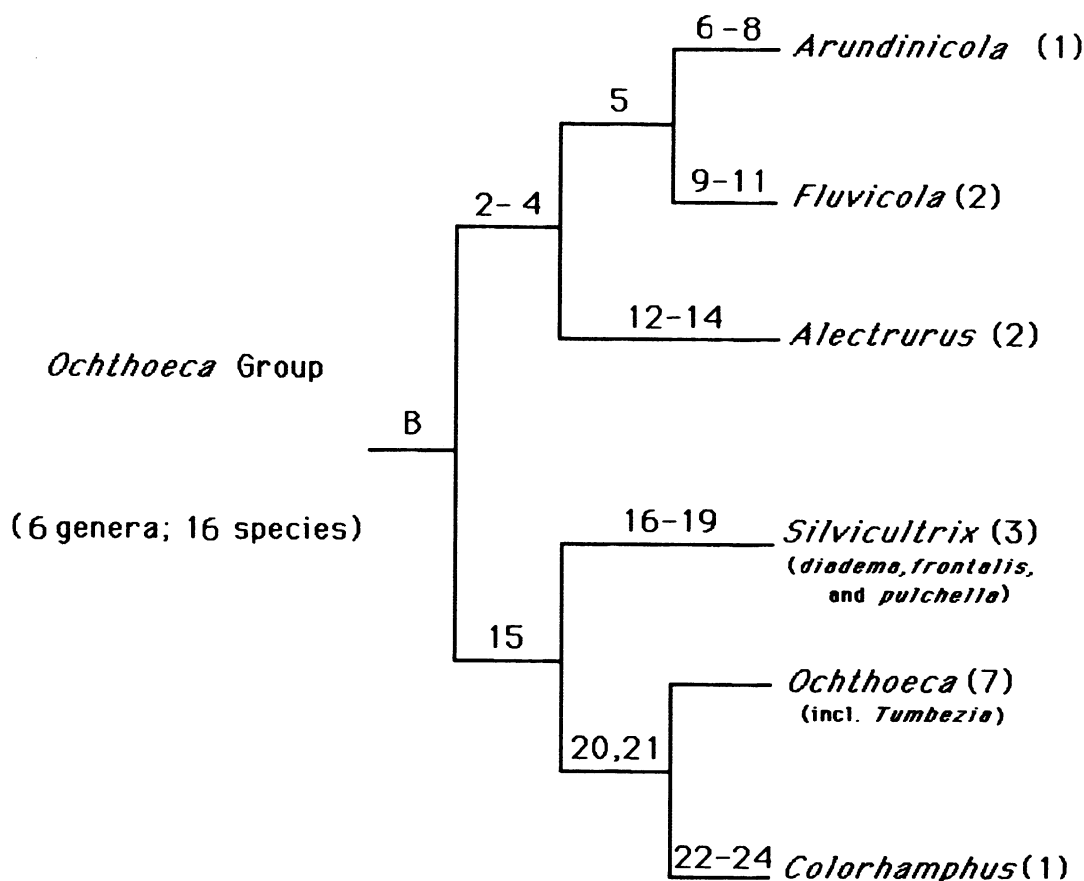 6-8
Arundinicola (1)
5
9-11
Fluvicola (2)
2-4
12-14
Alectrurus (2)
Ochthoeca Group
B
(6 genera; 16 species)
16-19
Silvicultrix (3)
(diadema, frontalis,
and pulchella)
15
Ochthoeca (7)
(incl. Tumbezia)
20,21
22-24
Colorhamphus (1)